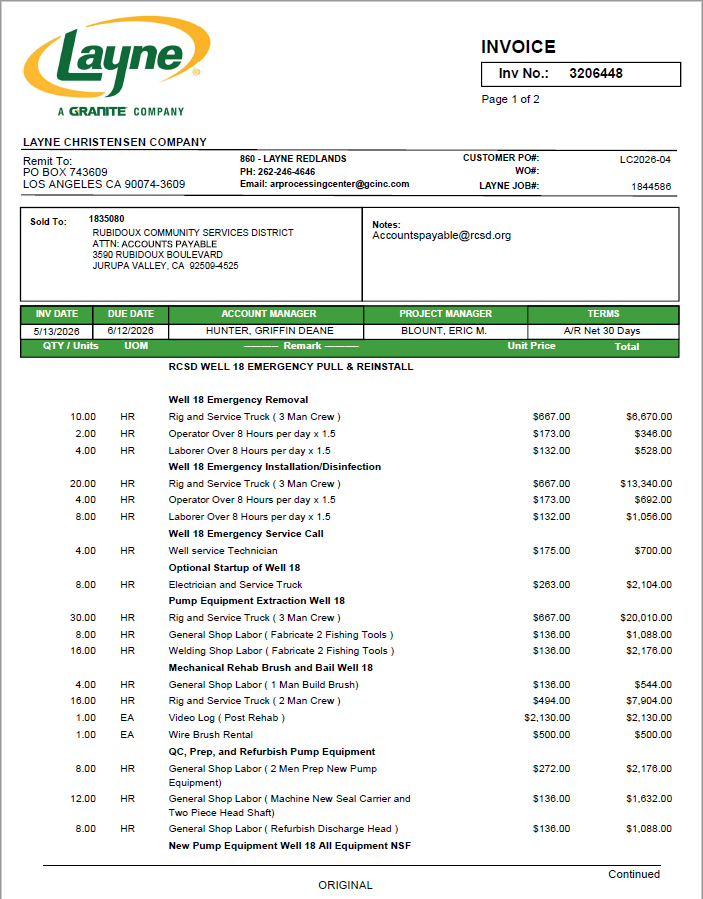 Layne
A GRANITE COMPANY
INVOICE
Inv No.: 3206448
Page 1 of 2
LAYNE CHRISTENSEN COMPANY
Remit To:
PO BOX 743609
LOS ANGELES CA 90074-3609
860 - LAYNE REDLANDS
PH: 262-246-4646
Email: arprocessingcenter@gcinc.com
CUSTOMER PO#: LC2026-04
WO#:
LAYNE JOB#: 1844586
Sold To: 1835080
RUBIDOUX COMMUNITY SERVICES DISTRICT
ATTN: ACCOUNTS PAYABLE
3590 RUBIDOUX BOULEVARD
JURUPA VALLEY, CA 92509-4525
Notes:
Accountspayable@rcsd.org
INV DATE DUE DATE ACCOUNT MANAGER PROJECT MANAGER TERMS
5/13/2026 6/12/2026 HUNTER, GRIFFIN DEANE BLOUNT, ERIC M. A/R Net 30 Days
QTY / Units UOM ---------- Remark ---------- Unit Price Total
RCSD WELL 18 EMERGENCY PULL & REINSTALL
Well 18 Emergency Removal
10.00 HR Rig and Service Truck ( 3 Man Crew ) $667.00 $6,670.00
2.00 HR Operator Over 8 Hours per day x 1.5 $173.00 $346.00
4.00 HR Laborer Over 8 Hours per day x 1.5 $132.00 $528.00
Well 18 Emergency Installation/Disinfection
20.00 HR Rig and Service Truck ( 3 Man Crew ) $667.00 $13,340.00
4.00 HR Operator Over 8 Hours per day x 1.5 $173.00 $692.00
8.00 HR Laborer Over 8 Hours per day x 1.5 $132.00 $1,056.00
Well 18 Emergency Service Call
4.00 HR Well service Technician $175.00 $700.00
Optional Startup of Well 18
8.00 HR Electrician and Service Truck $263.00 $2,104.00
Pump Equipment Extraction Well 18
30.00 HR Rig and Service Truck ( 3 Man Crew ) $667.00 $20,010.00
8.00 HR General Shop Labor ( Fabricate 2 Fishing Tools ) $136.00 $1,088.00
16.00 HR Welding Shop Labor ( Fabricate 2 Fishing Tools ) $136.00 $2,176.00
Mechanical Rehab Brush and Bail Well 18
4.00 HR General Shop Labor ( 1 Man Build Brush) $136.00 $544.00
16.00 HR Rig and Service Truck ( 2 Man Crew ) $494.00 $7,904.00
1.00 EA Video Log ( Post Rehab ) $2,130.00 $2,130.00
1.00 EA Wire Brush Rental $500.00 $500.00
QC, Prep, and Refurbish Pump Equipment
8.00 HR General Shop Labor ( 2 Men Prep New Pump $272.00 $2,176.00
Equipment)
12.00 HR General Shop Labor ( Machine New Seal Carrier and $136.00 $1,632.00
Two Piece Head Shaft)
8.00 HR General Shop Labor ( Refurbish Discharge Head ) $136.00 $1,088.00
New Pump Equipment Well 18 All Equipment NSF
Continued
ORIGINAL